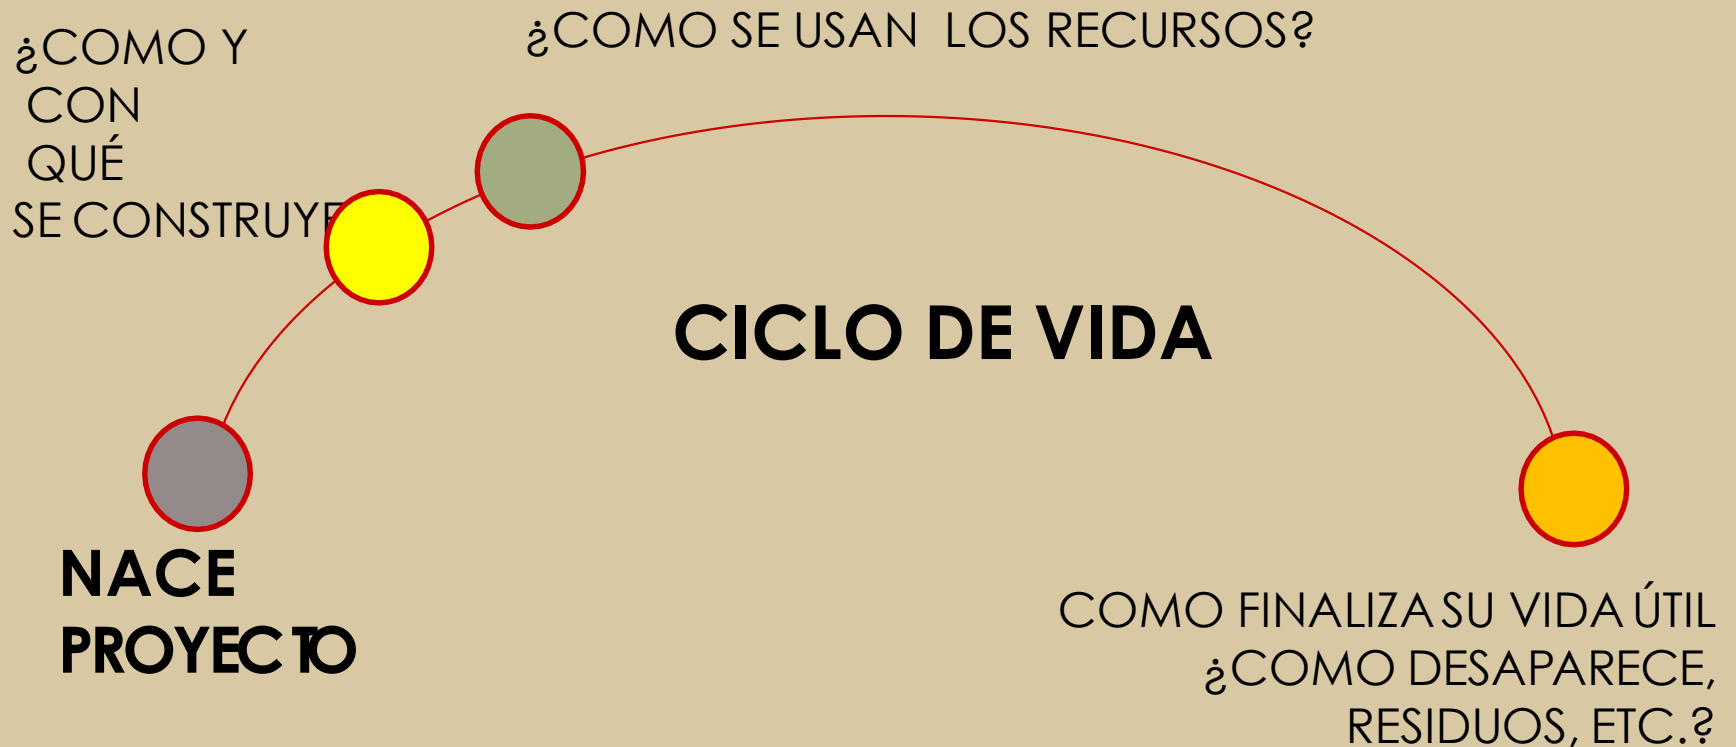 ¿COMO Y
CON
QUÉ
SE CONSTRUYE
¿COMO SE USAN LOS RECURSOS?
CICLO DE VIDA
NACE
PROYECTO
COMO FINALIZA SU VIDA ÚTIL
¿COMO DESAPARECE,
RESIDUOS, ETC.?